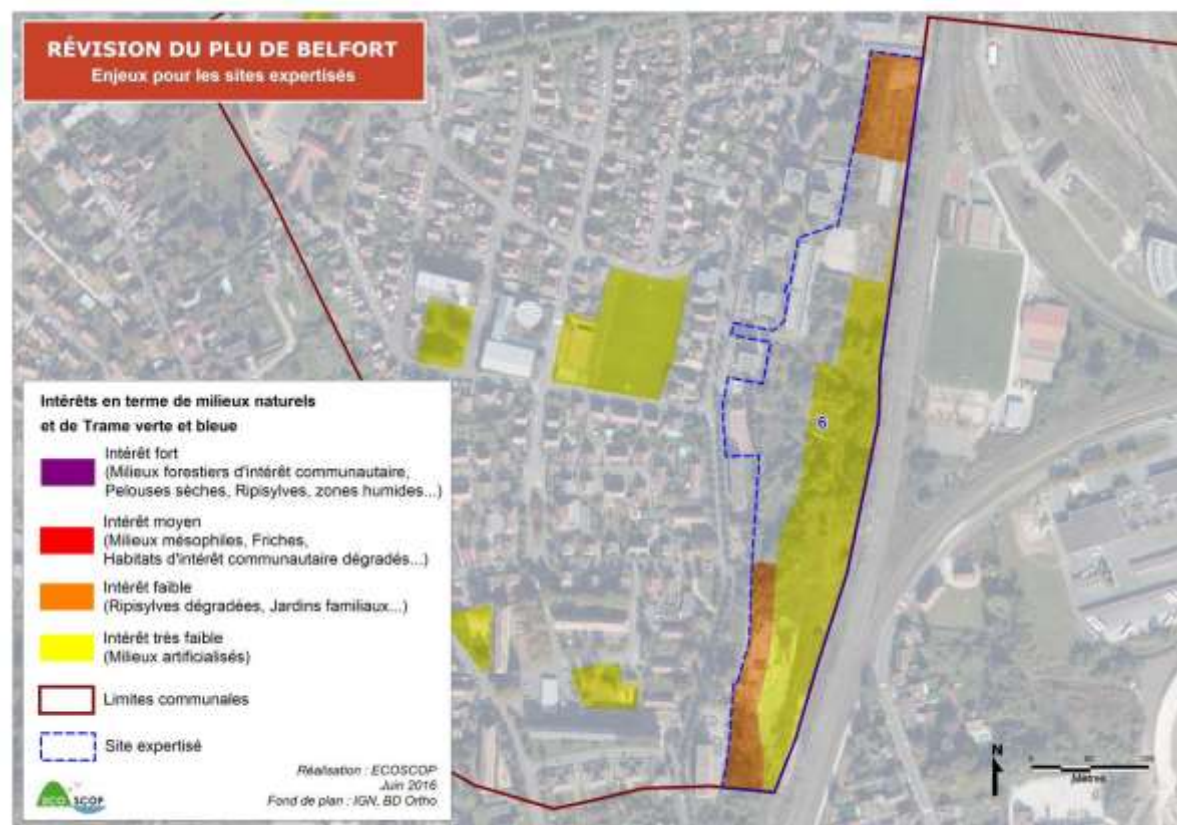 RÉVISION DU PLU DE BELFORT
Enjeux pour les sites expertisés
6
Intérêts en terme de milieux naturels
et de Trame verte et bleue
Intérêt fort
(Milieux forestiers d'intérêt communautaire,
Pelouses sèches, Ripisylves, zones humides...)
Intérêt moyen
(Milieux mésophiles, Friches,
Habitats d'intérêt communautaire dégradés...)
Intérêt faible
(Ripisylves dégradées, Jardins familiaux...)
Intérêt très faible
(Milieux artificialisés)
Limites communales
Site expertisé
Réalisation : ECOSCOP
Juin 2016
Fond de plan : IGN, BD Ortho
ECO SCOP
N
Mètres